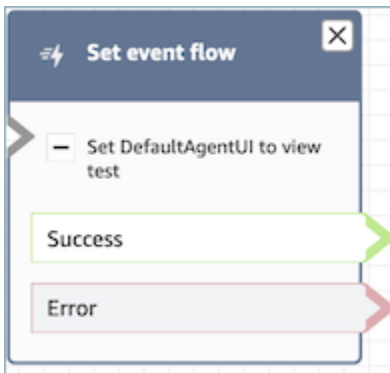 Set event flow
Set DefaultAgentUI to view
test
Success
Error